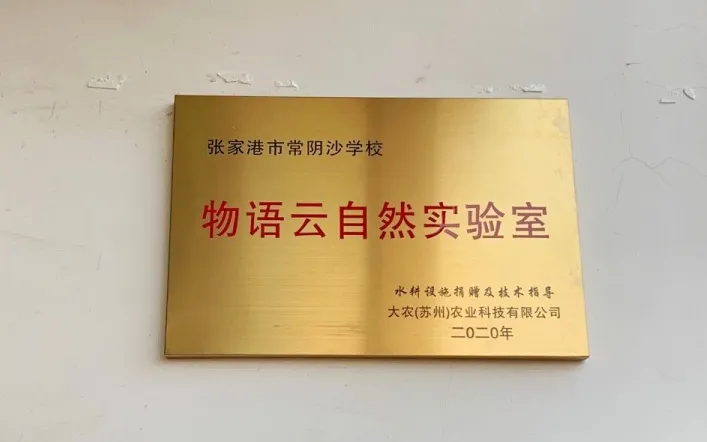 张家港市常阴沙学校
物语云自然实验室
水耕设施捐赠及技术指导
大农(苏州)农业科技有限公司
二0二0年